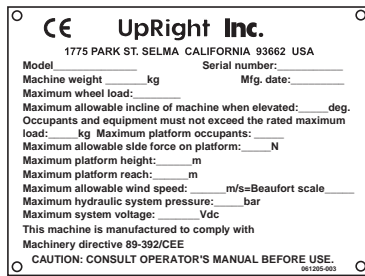 CE UpRight Inc.
1775 PARK ST. SELMA CALIFORNIA 93662 USA
Model_______________ Serial number:____________
Machine weight _______kg Mfg. date:__________
Maximum wheel load:________
Maximum allowable incline of machine when elevated:_____deg.
Occupants and equipment must not exceed the rated maximum
load:_____kg Maximum platform occupants: _____
Maximum allowable slde force on platform:_____N
Maximum platform height:______m
Maximum platform reach:______m
Maximum allowable wind speed: ______m/s=Beaufort scale_____
Maximum hydraulic system pressure:_____bar
Maximum system voltage: _______Vdc
This machine is manufactured to comply with
Machinery directive 89-392/CEE
CAUTION: CONSULT OPERATOR'S MANUAL BEFORE USE.
061205-003